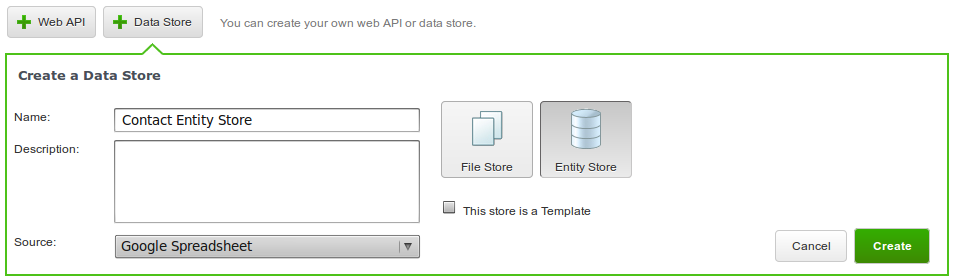 Web API Data Store You can create your own web API or data store.
Create a Data Store
Name: Contact Entity Store
Description:
File Store Entity Store
This store is a Template
Source: Google Spreadsheet
Cancel Create